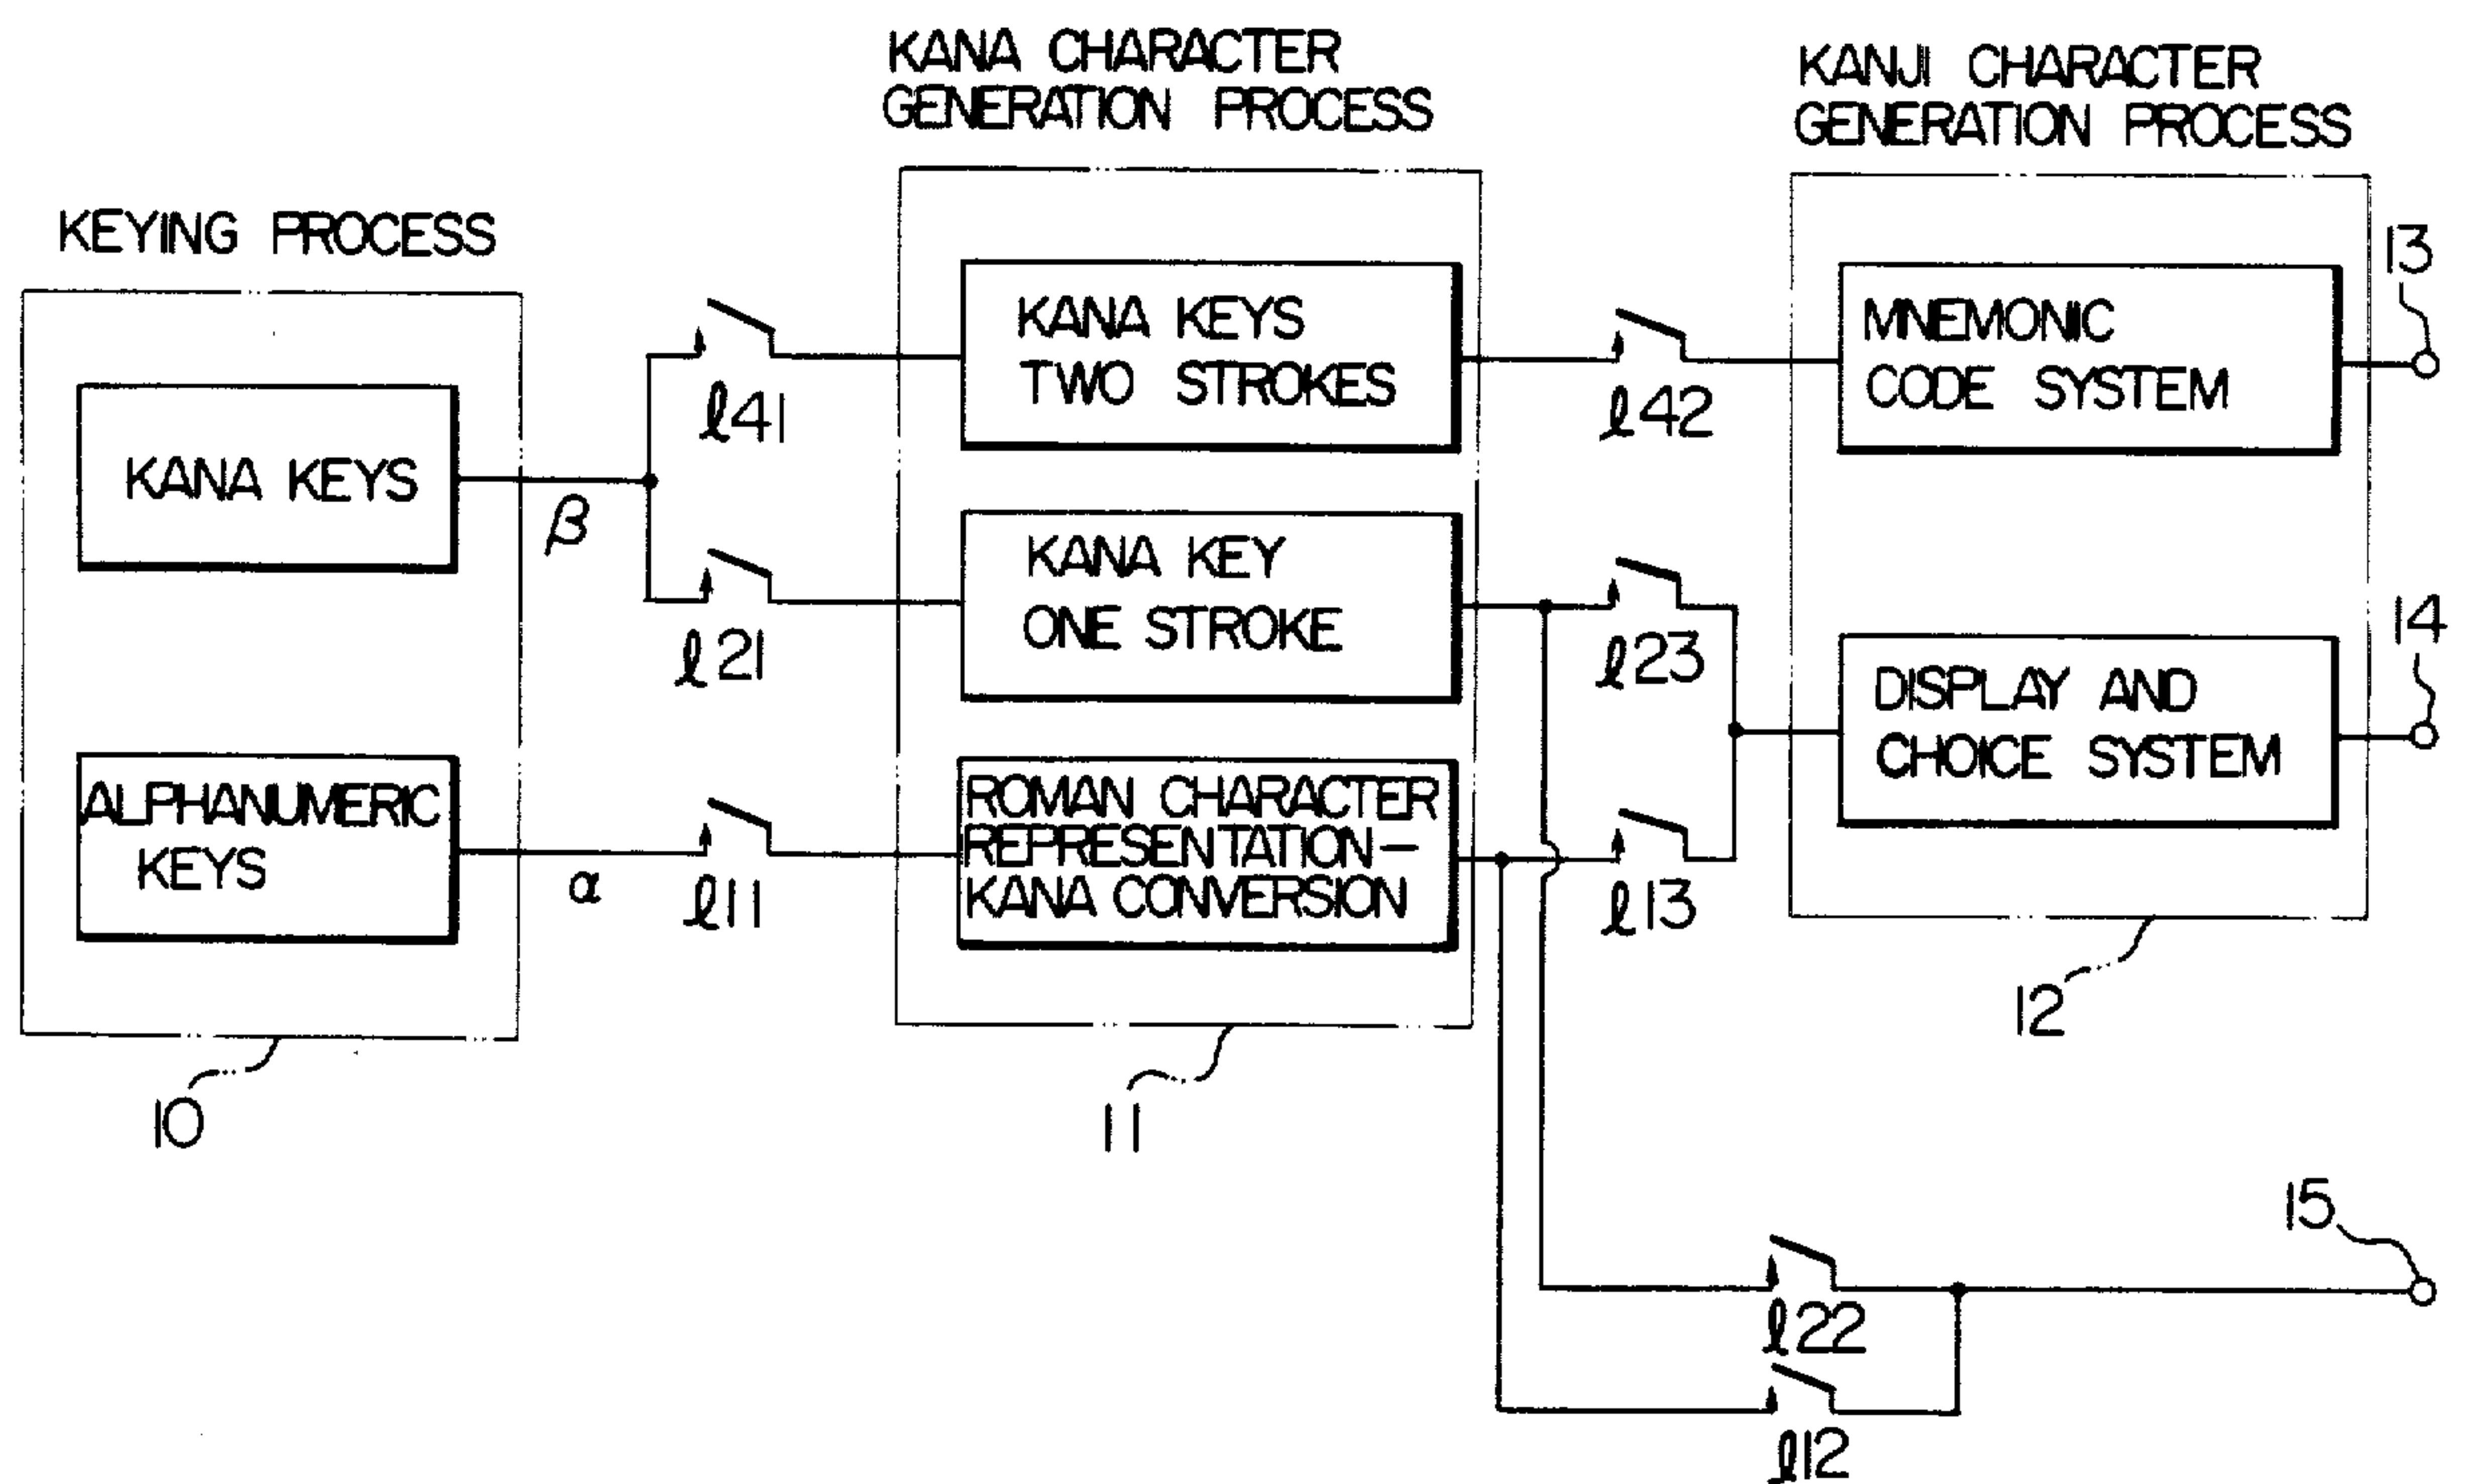 KANA CHARACTER
GENERATION PROCESS
KANJI CHARACTER
GENERATION PROCESS
KEYING PROCESS
13
KANA KEYS
TWO STROKES
MNEMONIC
CODE SYSTEM
ℓ41
ℓ42
KANA KEYS
β
KANA KEY
ONE STROKE
ℓ21
ℓ23
14
DISPLAY AND
CHOICE SYSTEM
ALPHANUMERIC
KEYS
α
ℓ11
ROMAN CHARACTER
REPRESENTATION—
KANA CONVERSION
ℓ13
12
10
11
15
ℓ22
ℓ12